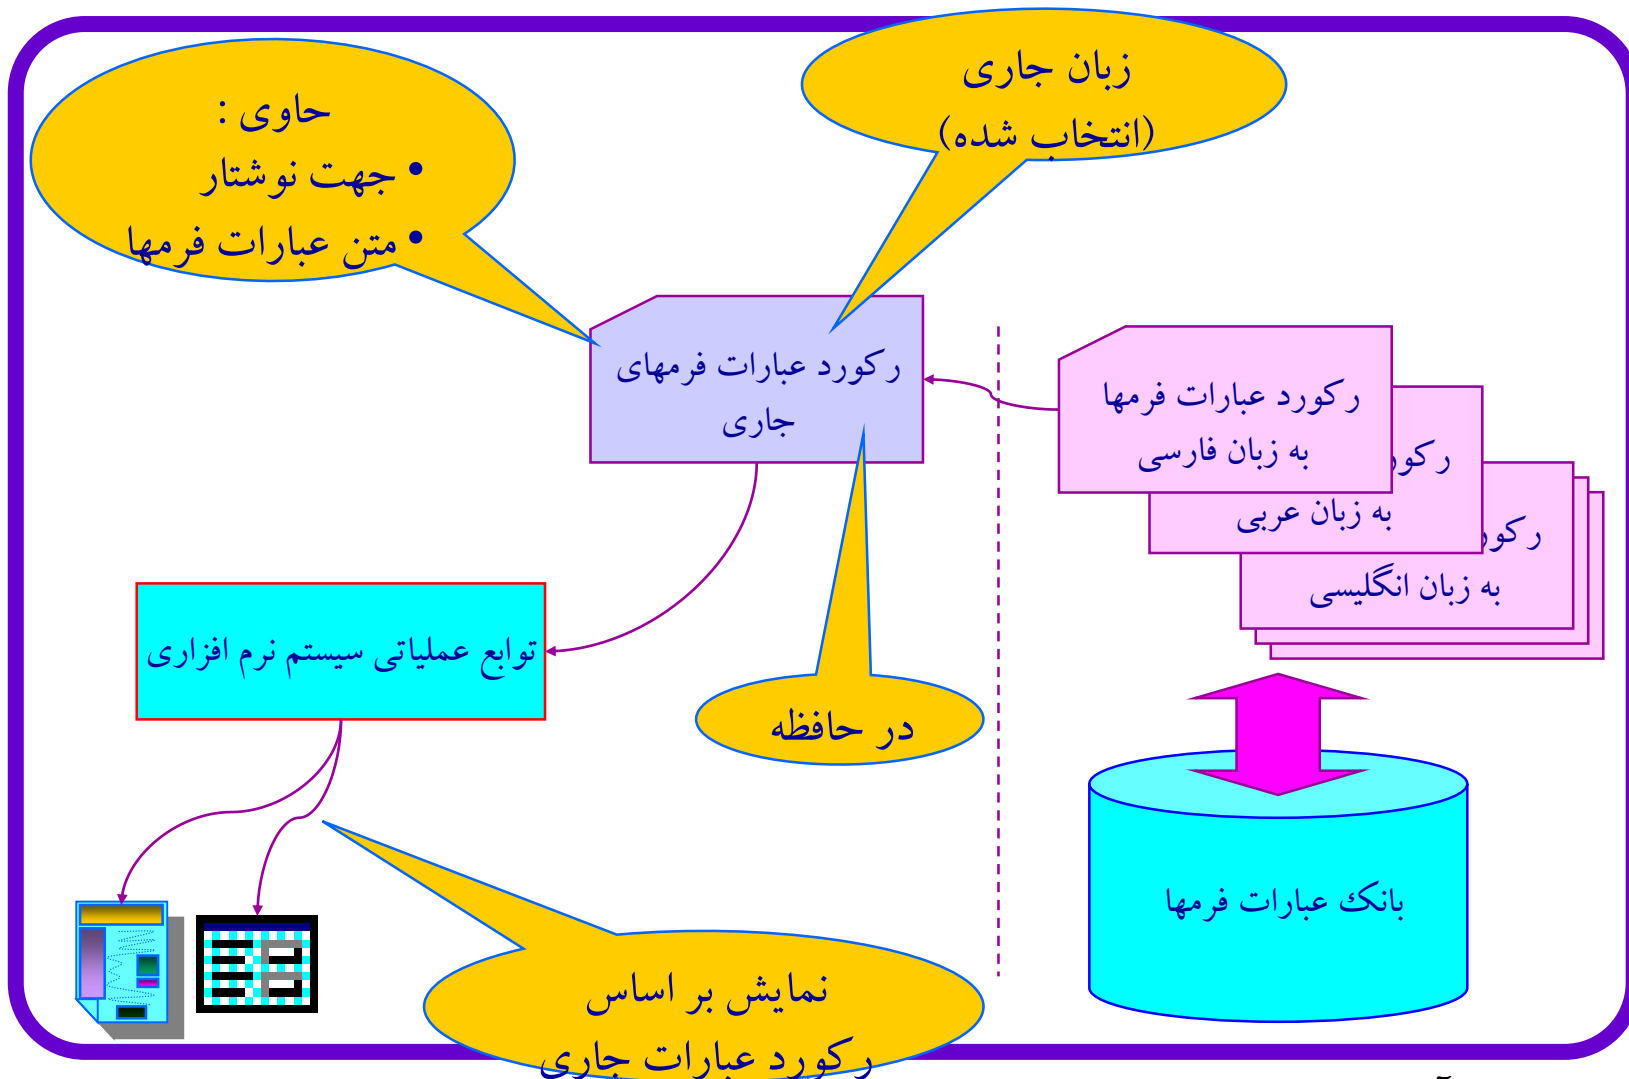 زبان جاری
(انتخاب شده)
حاوی :
• جهت نوشتار
• متن عبارات فرمها
رکورد عبارات فرمهای
جاری
رکورد عبارات فرمها
به زبان فارسی
به زبان عربی
به زبان انگلیسی
توابع عملیاتی سیستم نرم افزاری
در حافظه
بانک عبارات فرمها
نمایش بر اساس
رکورد عبارات جاری